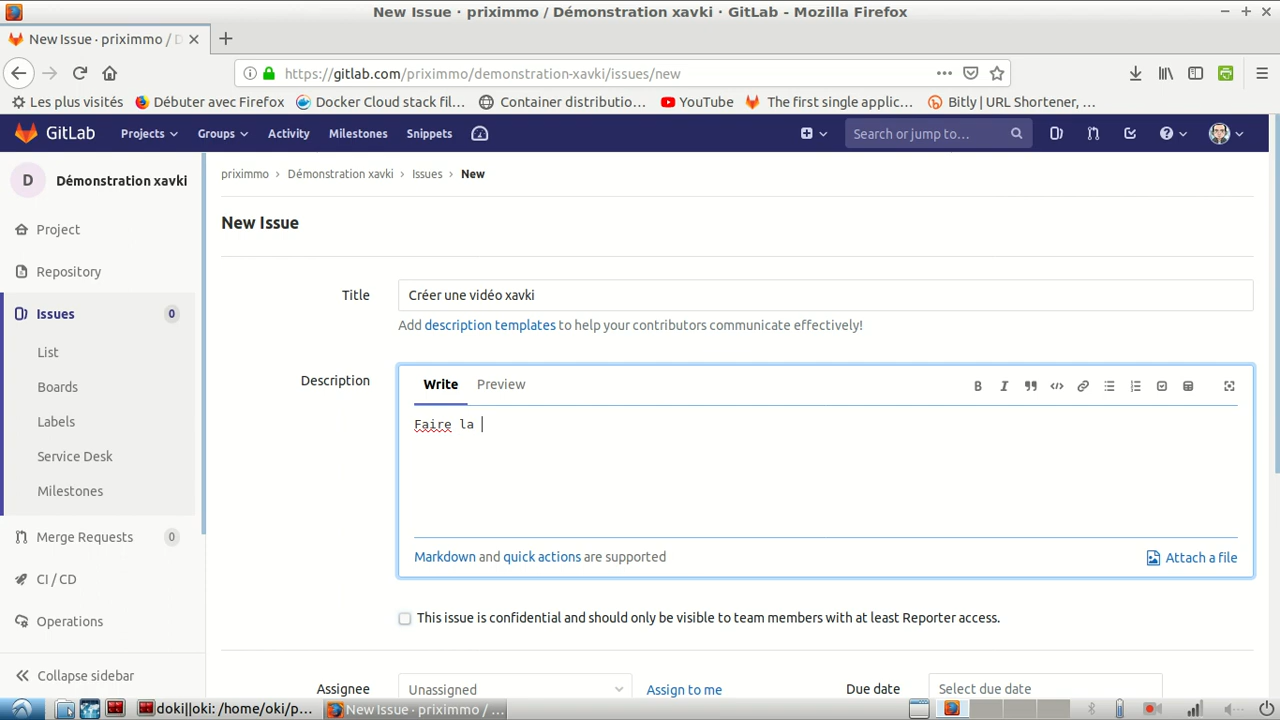 New Issue · priximmo / Démonstration xavki · GitLab - Mozilla Firefox
New Issue · priximmo / D
https://gitlab.com/priximmo/demonstration-xavki/issues/new
Les plus visités
Débuter avec Firefox
Docker Cloud stack fil...
Container distributio...
YouTube
The first single applic...
Bitly | URL Shortener, ...
GitLab
Projects
Groups
Activity
Milestones
Snippets
Search or jump to...
D
Démonstration xavki
priximmo > Démonstration xavki > Issues > New
Project
New Issue
Repository
Title
Créer une vidéo xavki
Issues
0
Add description templates to help your contributors communicate effectively!
List
Description
Write
Preview
Boards
Faire la
Labels
Service Desk
Milestones
Merge Requests
0
Markdown and quick actions are supported
Attach a file
CI / CD
Operations
This issue is confidential and should only be visible to team members with at least Reporter access.
Collapse sidebar
Assignee
Unassigned
Assign to me
Due date
Select due date
doki||oki: /home/oki/p...
New Issue · priximmo / ...